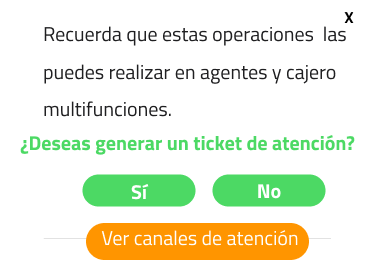 X
Recuerda que estas operaciones las
puedes realizar en agentes y cajero
multifunciones.
¿Deseas generar un ticket de atención?
Sí
No
Ver canales de atención